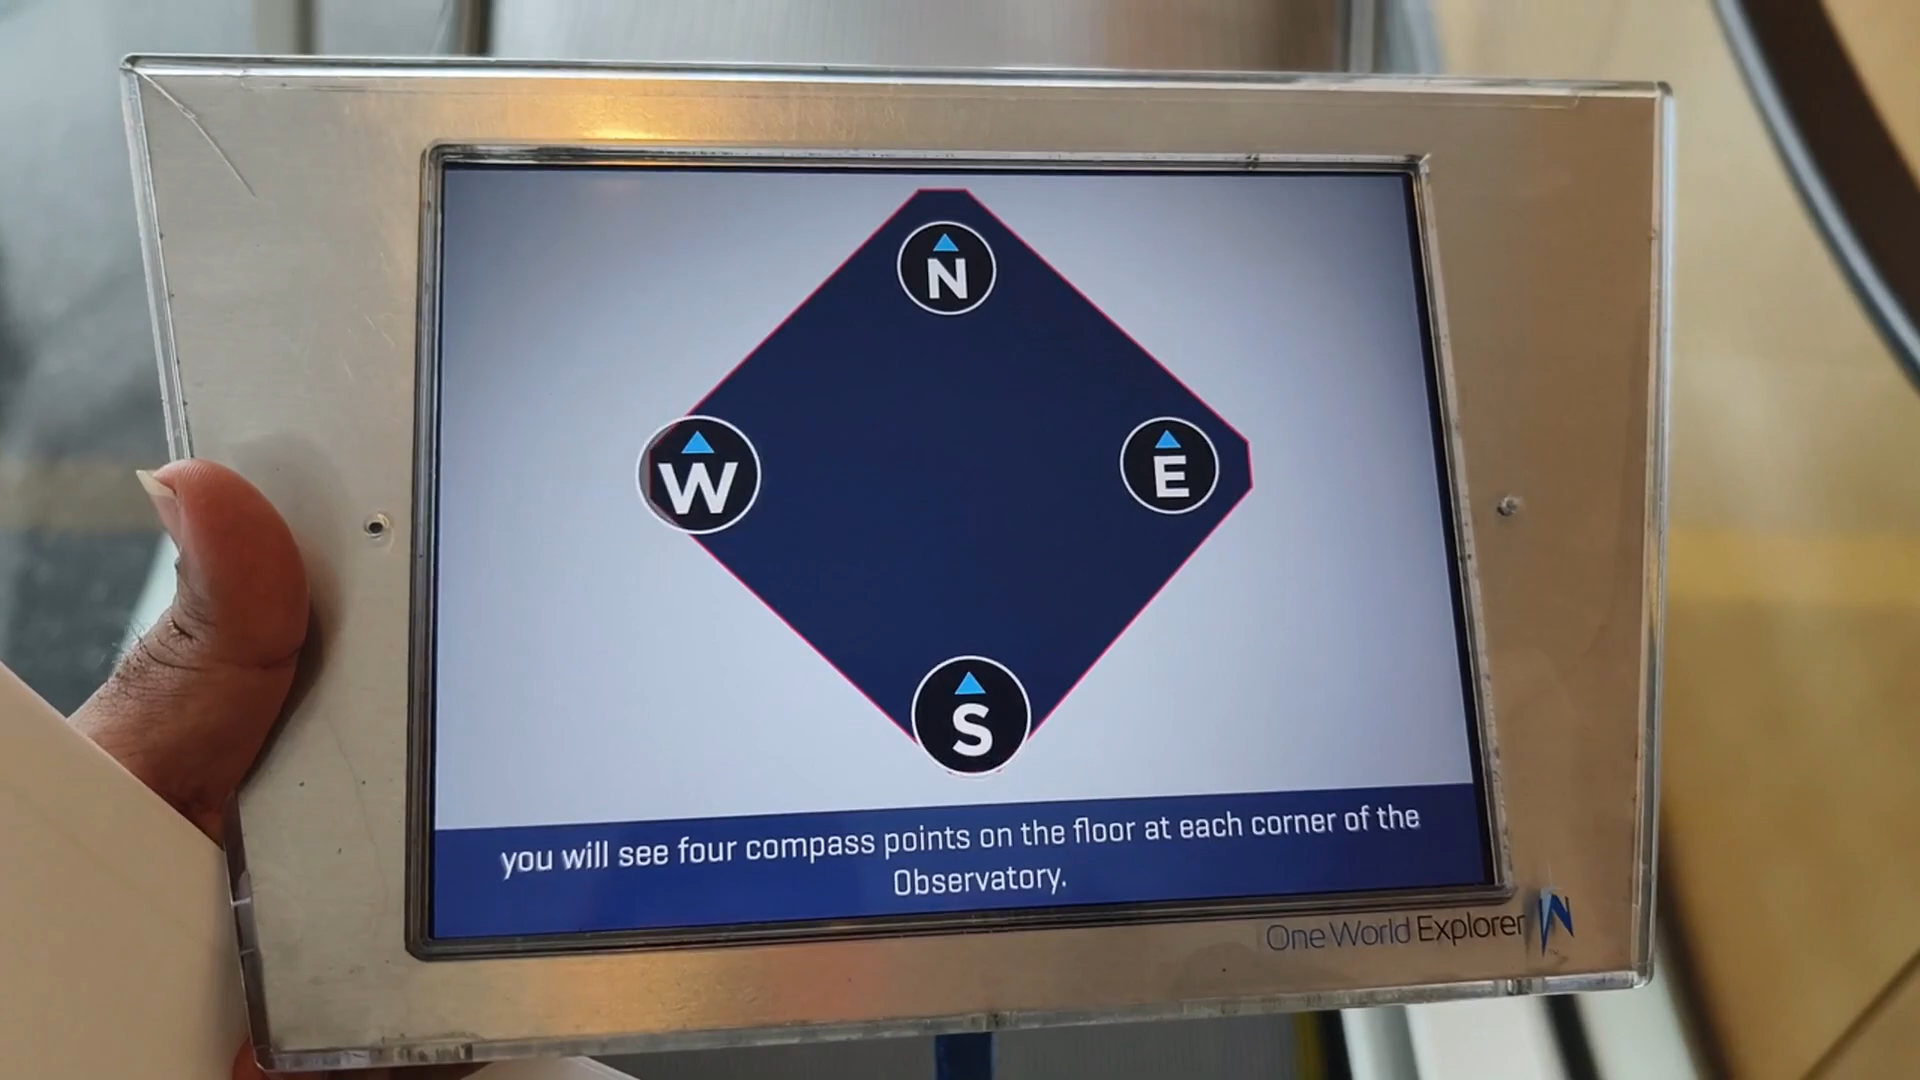 N
W
E
S
you will see four compass points on the floor at each corner of the
Observatory.
One World Explorer